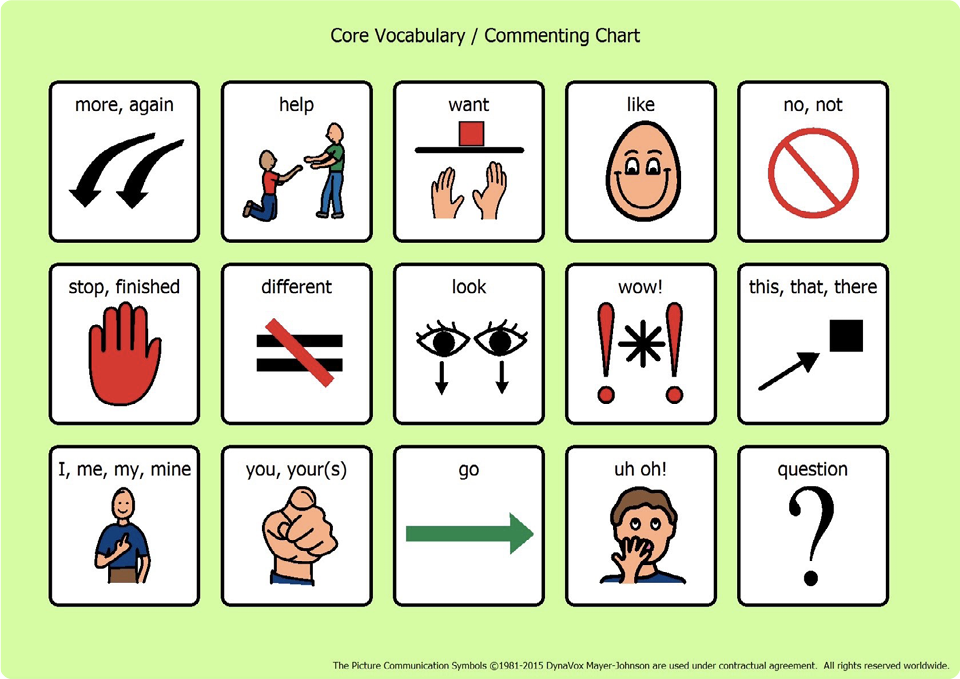 Core Vocabulary / Commenting Chart
more, again
help
want
like
no, not
stop, finished
different
look
wow!
this, that, there
I, me, my, mine
you, your(s)
go
uh oh!
question
The Picture Communication Symbols ©1981-2015 DynaVox Mayer-Johnson are used under contractual agreement. All rights reserved worldwide.